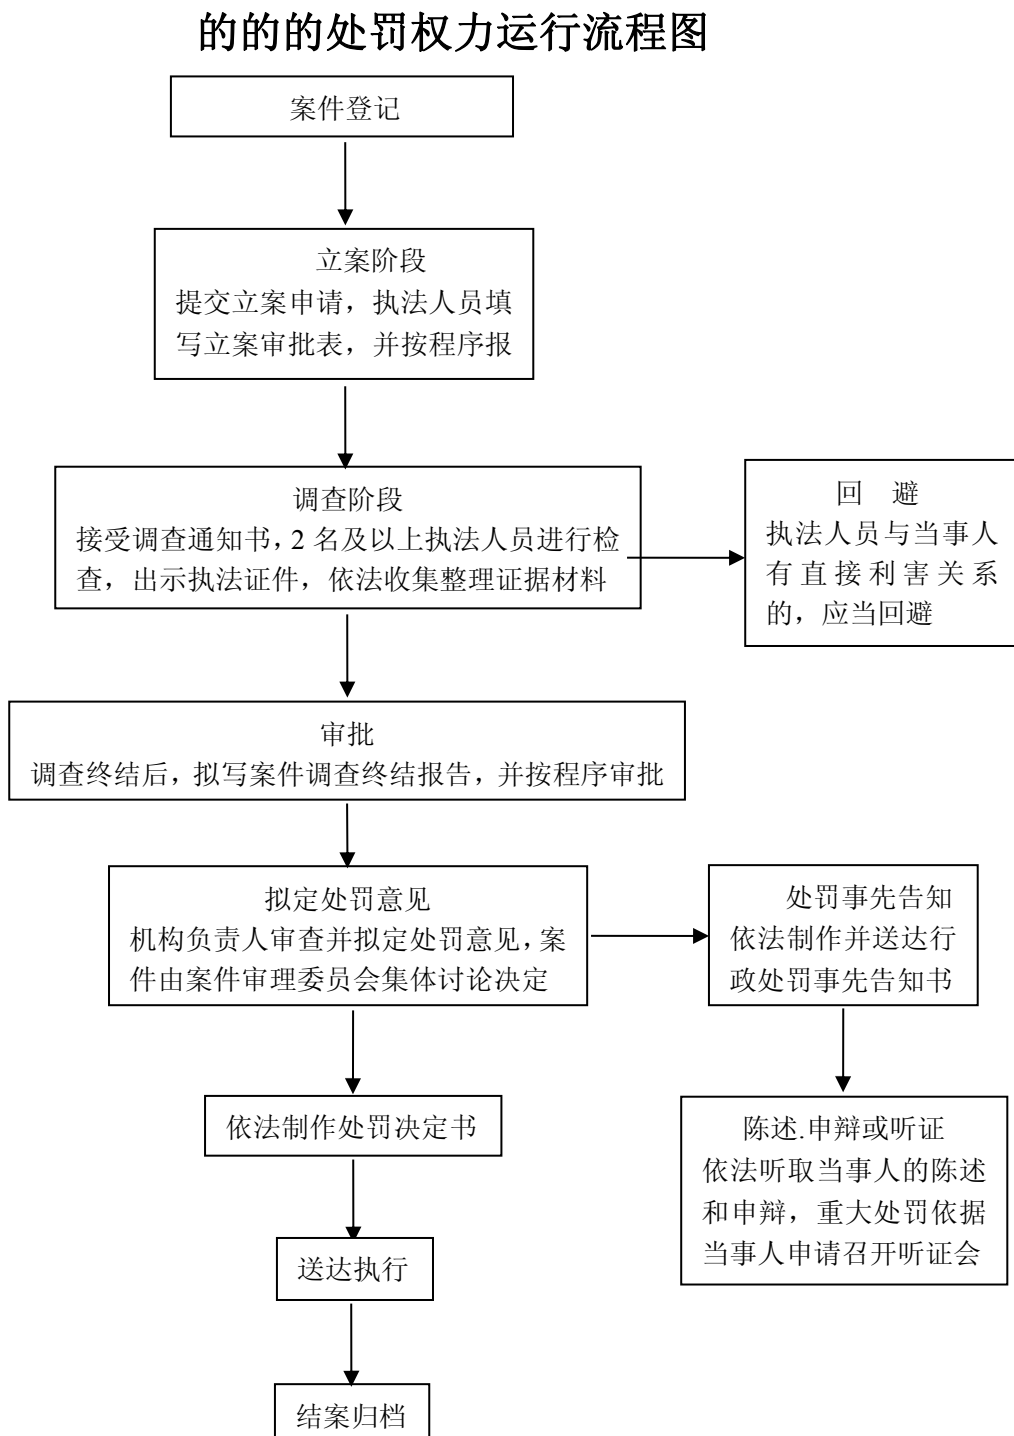 的的的处罚权力运行流程图
案件登记
立案阶段
提交立案申请，执法人员填
写立案审批表，并按程序报
调查阶段
接受调查通知书，2 名及以上执法人员进行检
查，出示执法证件，依法收集整理证据材料
回　避
执法人员与当事人
有直接利害关系
的，应当回避
审批
调查终结后，拟写案件调查终结报告，并按程序审批
拟定处罚意见
机构负责人审查并拟定处罚意见，案
件由案件审理委员会集体讨论决定
处罚事先告知
依法制作并送达行
政处罚事先告知书
依法制作处罚决定书
陈述.申辩或听证
依法听取当事人的陈述
和申辩，重大处罚依据
当事人申请召开听证会
送达执行
结案归档